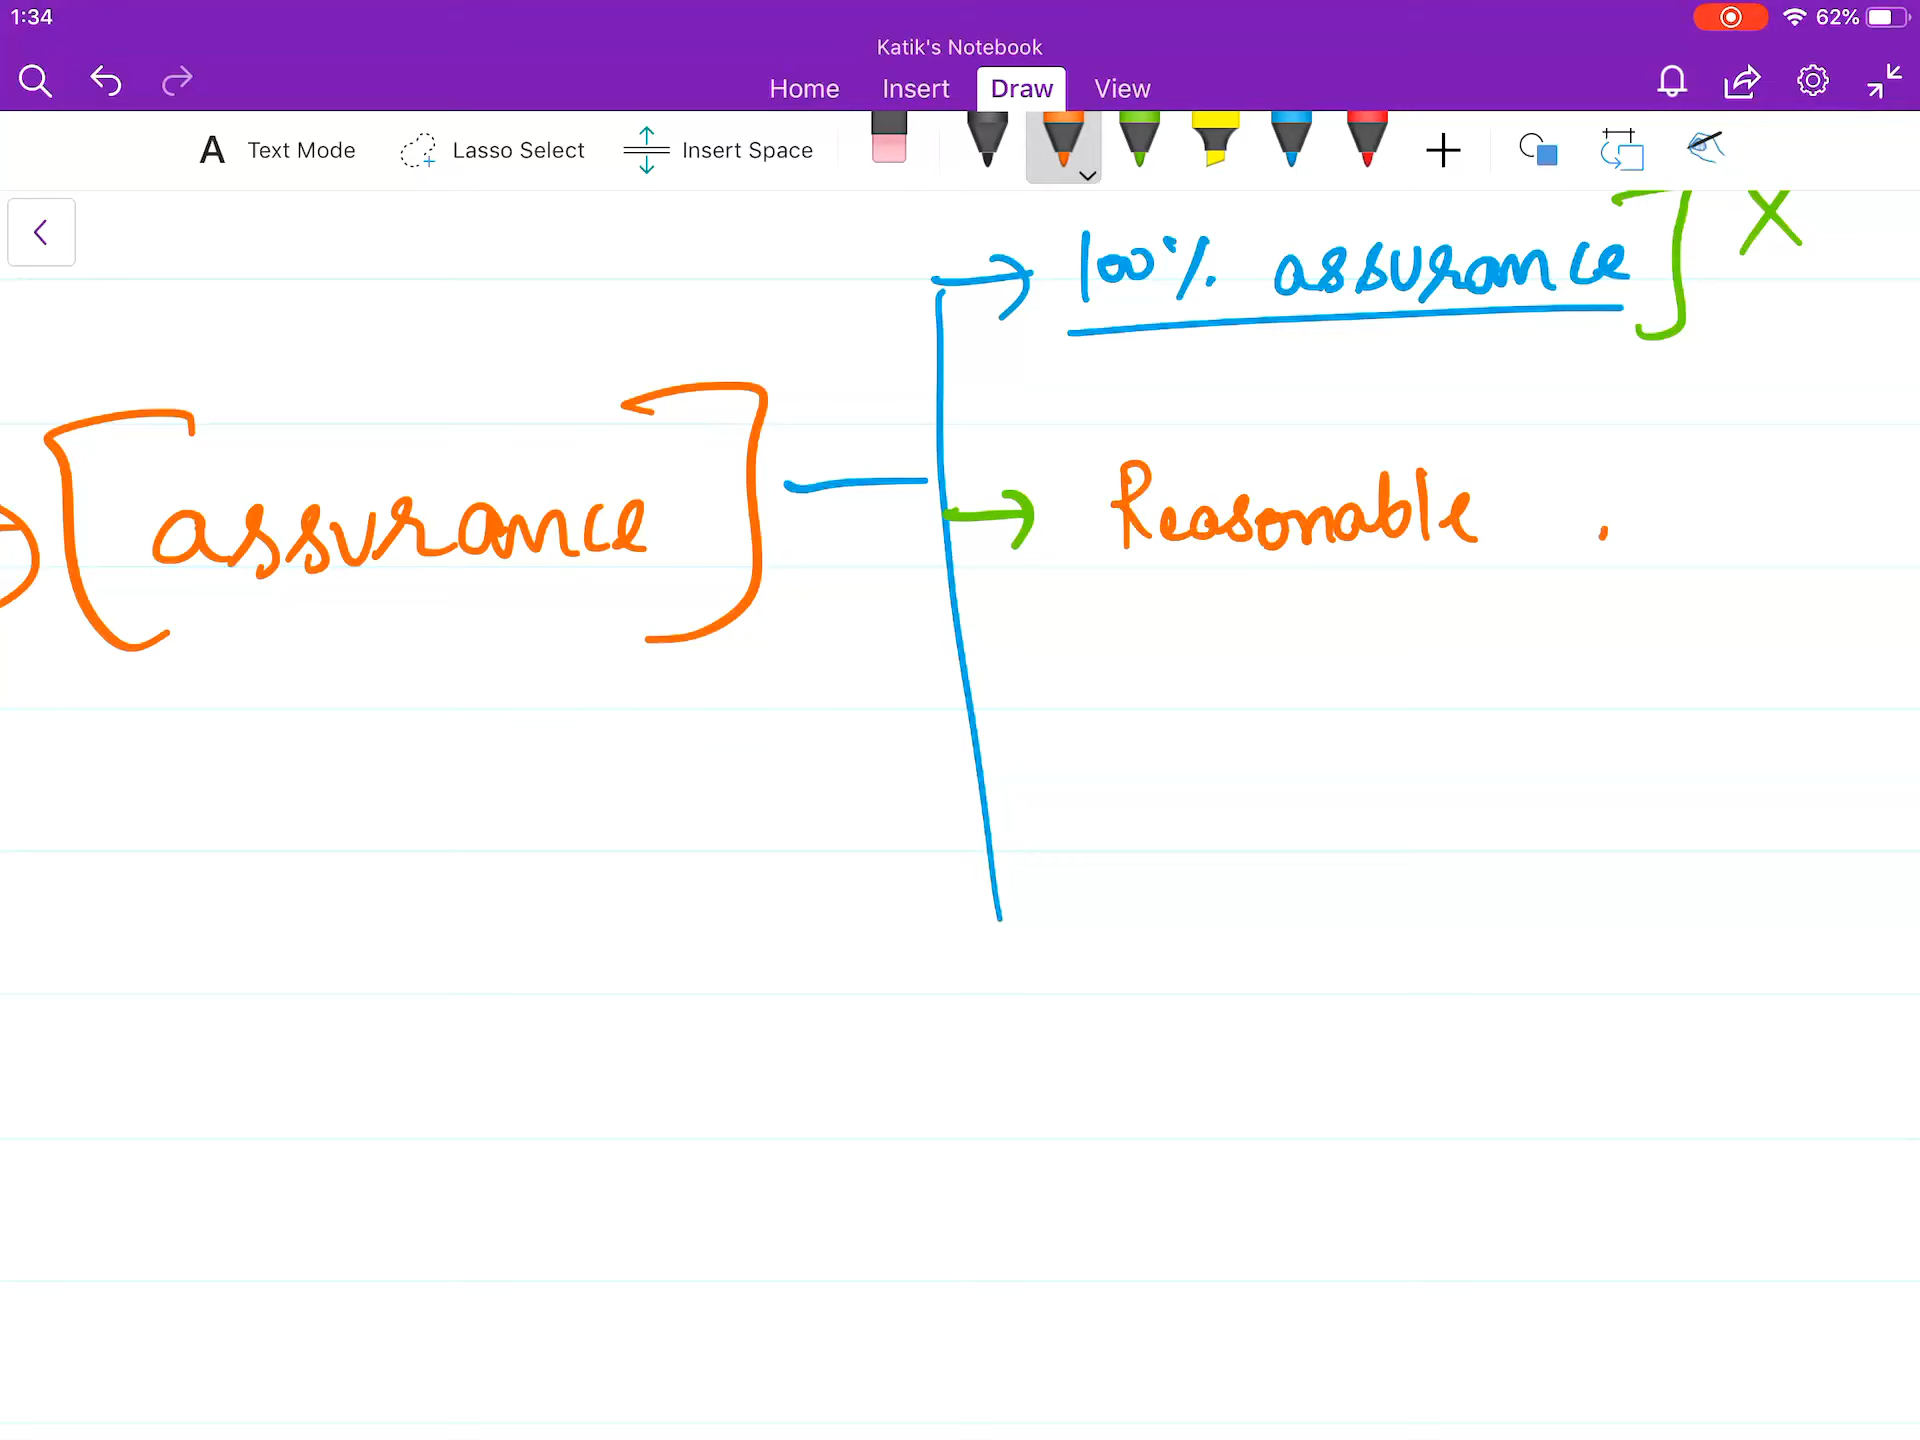 1:34
62%
Katik's Notebook
Home Insert Draw View
A Text Mode Lasso Select Insert Space
100% assurance ] X
[assurance]
Reasonable .